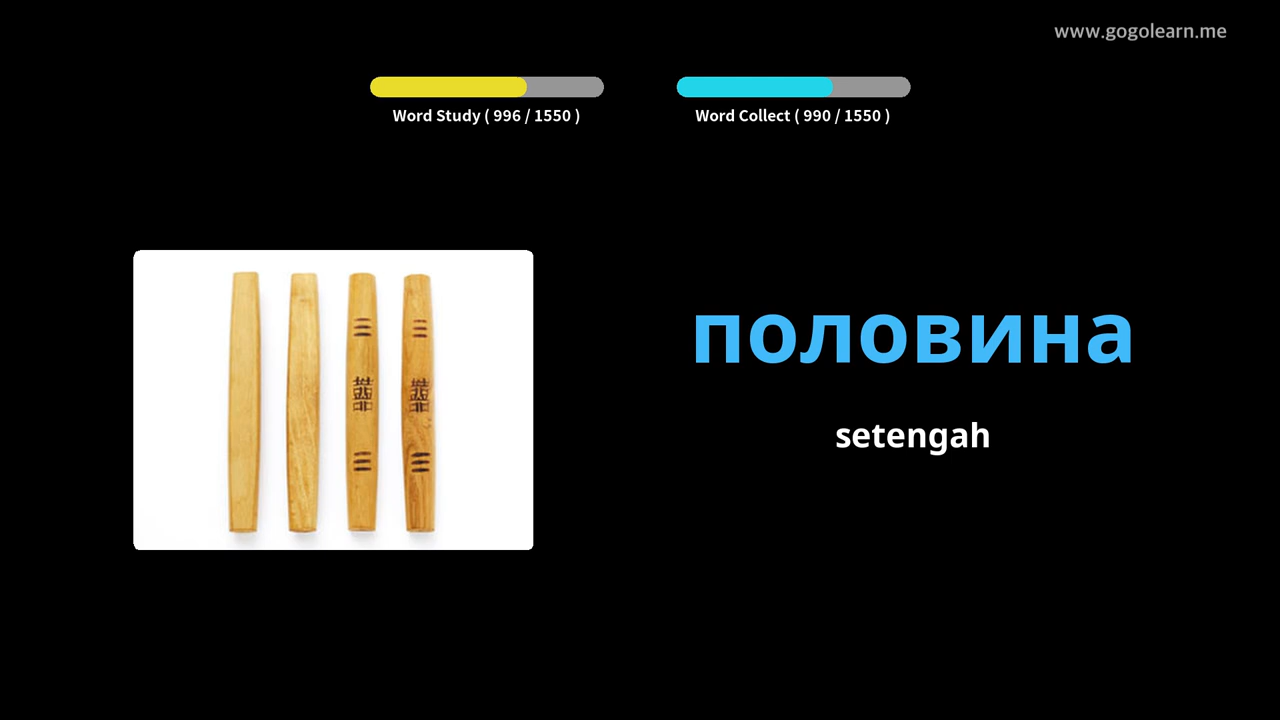 www.gogolearn.me
Word Study ( 996 / 1550 )
Word Collect ( 990 / 1550 )
половина
setengah